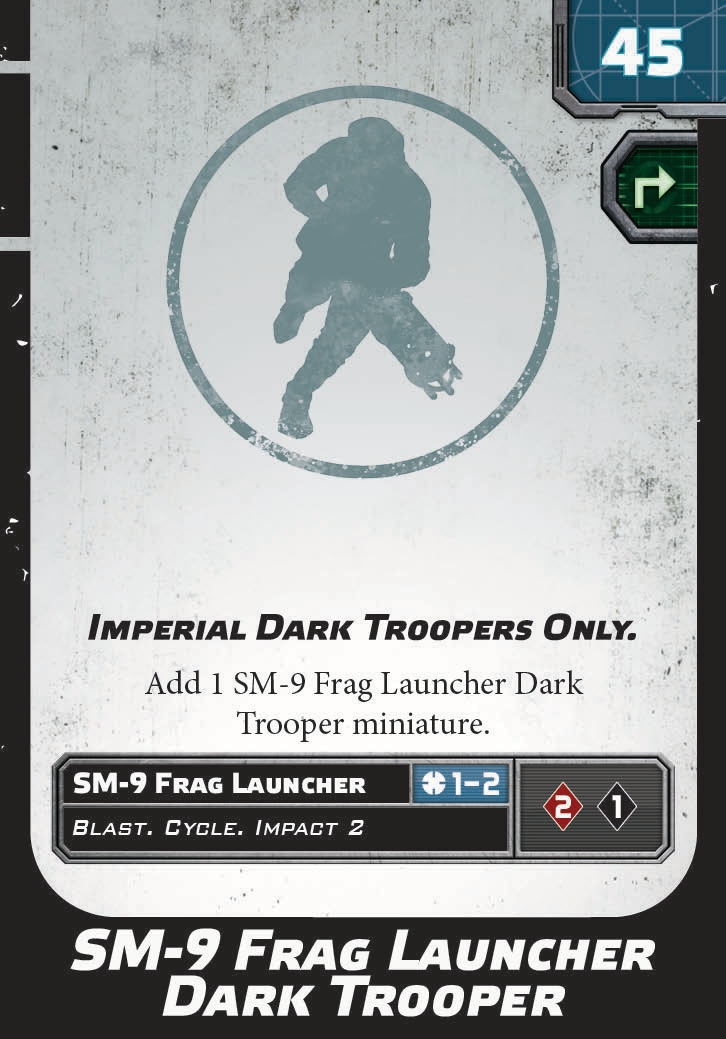 45
Imperial Dark Troopers Only.
Add 1 SM-9 Frag Launcher Dark
Trooper miniature.
SM-9 Frag Launcher 1–2
2 1
Blast. Cycle. Impact 2
SM-9 Frag Launcher
Dark Trooper